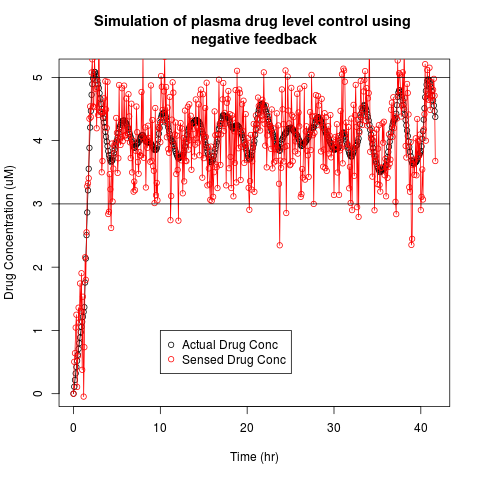 Simulation of plasma drug level control using
negative feedback
Drug Concentration (uM)
5
4
3
2
1
0
Actual Drug Conc
Sensed Drug Conc
0 10 20 30 40
Time (hr)